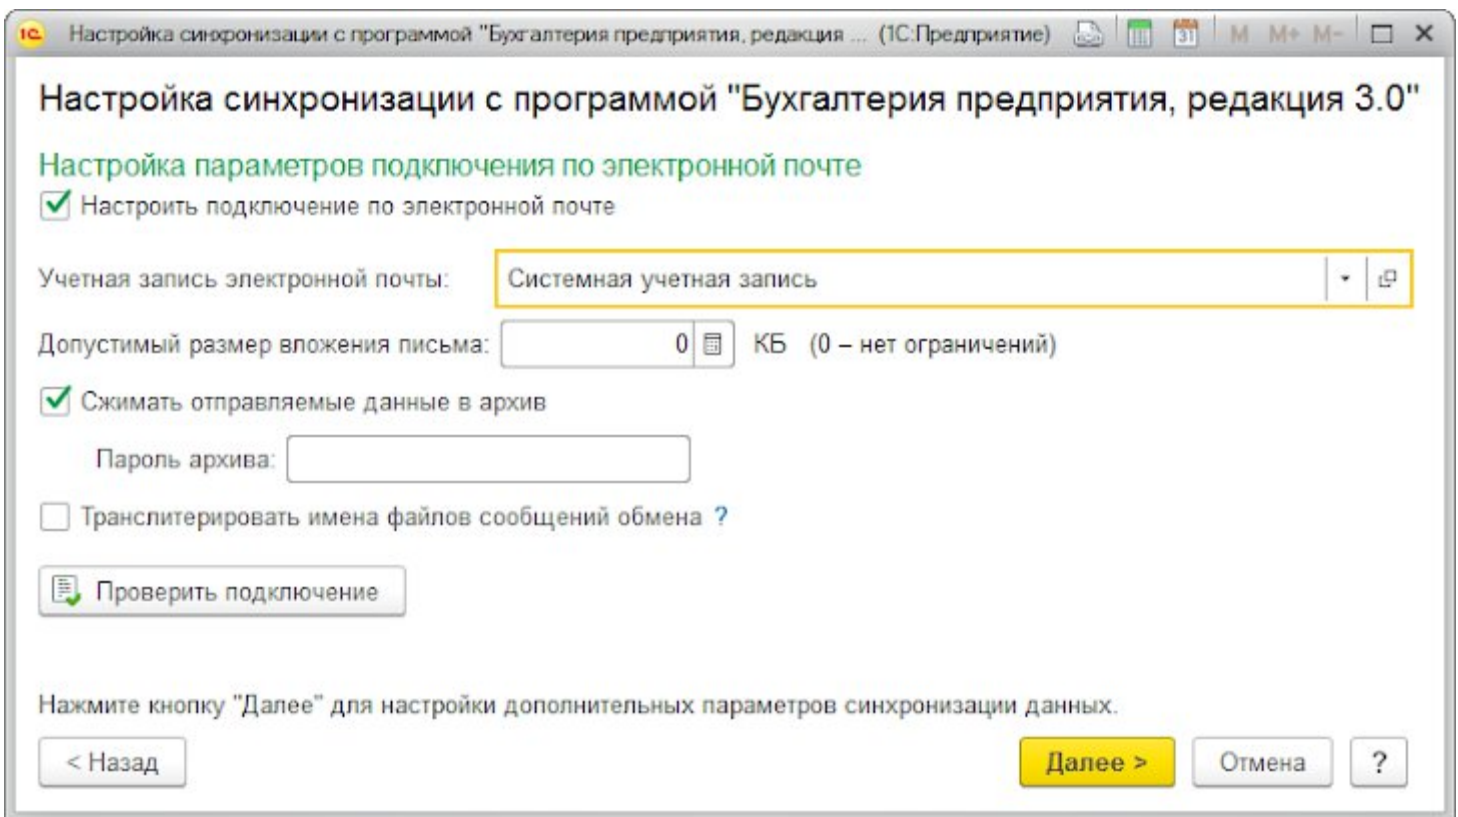 1С Настройка синхронизации с программой "Бухгалтерия предприятия, редакция ... (1С:Предприятие) 31 M M+ M-
Настройка синхронизации с программой "Бухгалтерия предприятия, редакция 3.0"
Настройка параметров подключения по электронной почте
Настроить подключение по электронной почте
Учетная запись электронной почты: Системная учетная запись
Допустимый размер вложения письма: 0 КБ (0 – нет ограничений)
Сжимать отправляемые данные в архив
Пароль архива:
Транслитерировать имена файлов сообщений обмена ?
Проверить подключение
Нажмите кнопку "Далее" для настройки дополнительных параметров синхронизации данных.
< Назад Далее > Отмена ?